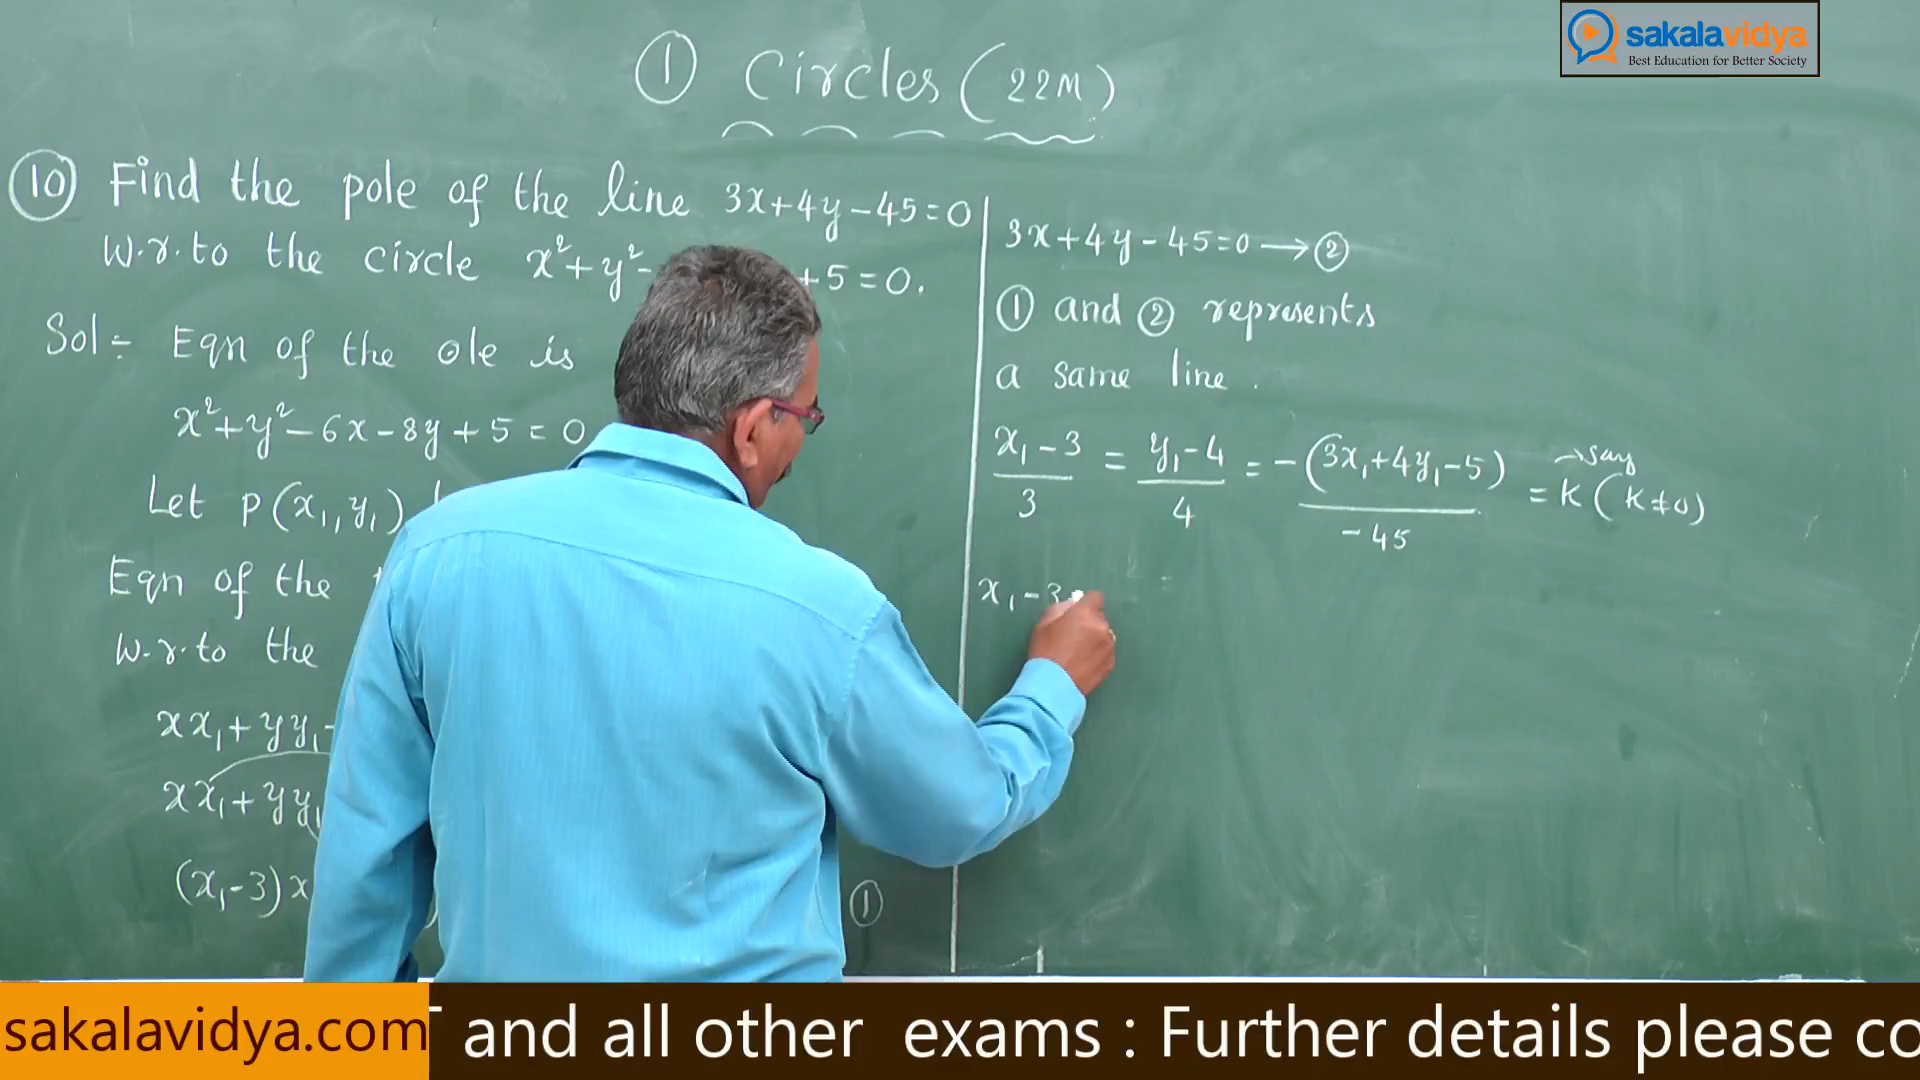 sakalavidya
Best Education for Better Society
① Circles (22M)
⑩ Find the pole of the line 3x+4y-45=0
w.r.to the circle x²+y²- +5=0.
Sol:- Eqn of the ole is
x²+y²-6x-8y+5=0
Let P(x₁,y₁)
Eqn of the
w.r.to the
xx₁+yy₁-
xx₁+yy₁
(x₁-3)x ①
3x+4y-45=0→②
① and ② represents
a same line.
x₁-3/3 = y₁-4/4 = -(3x₁+4y₁-5)/-45 = k (k≠0) →say
x₁-3
sakalavidya.com and all other exams : Further details please co